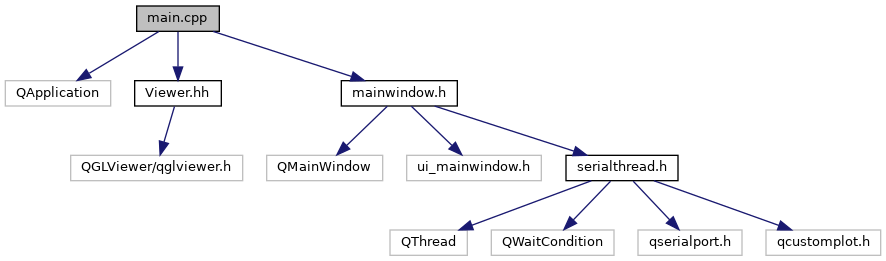 main.cpp
QApplication
Viewer.hh
mainwindow.h
QGLViewer/qglviewer.h
QMainWindow
ui_mainwindow.h
serialthread.h
QThread
QWaitCondition
qserialport.h
qcustomplot.h